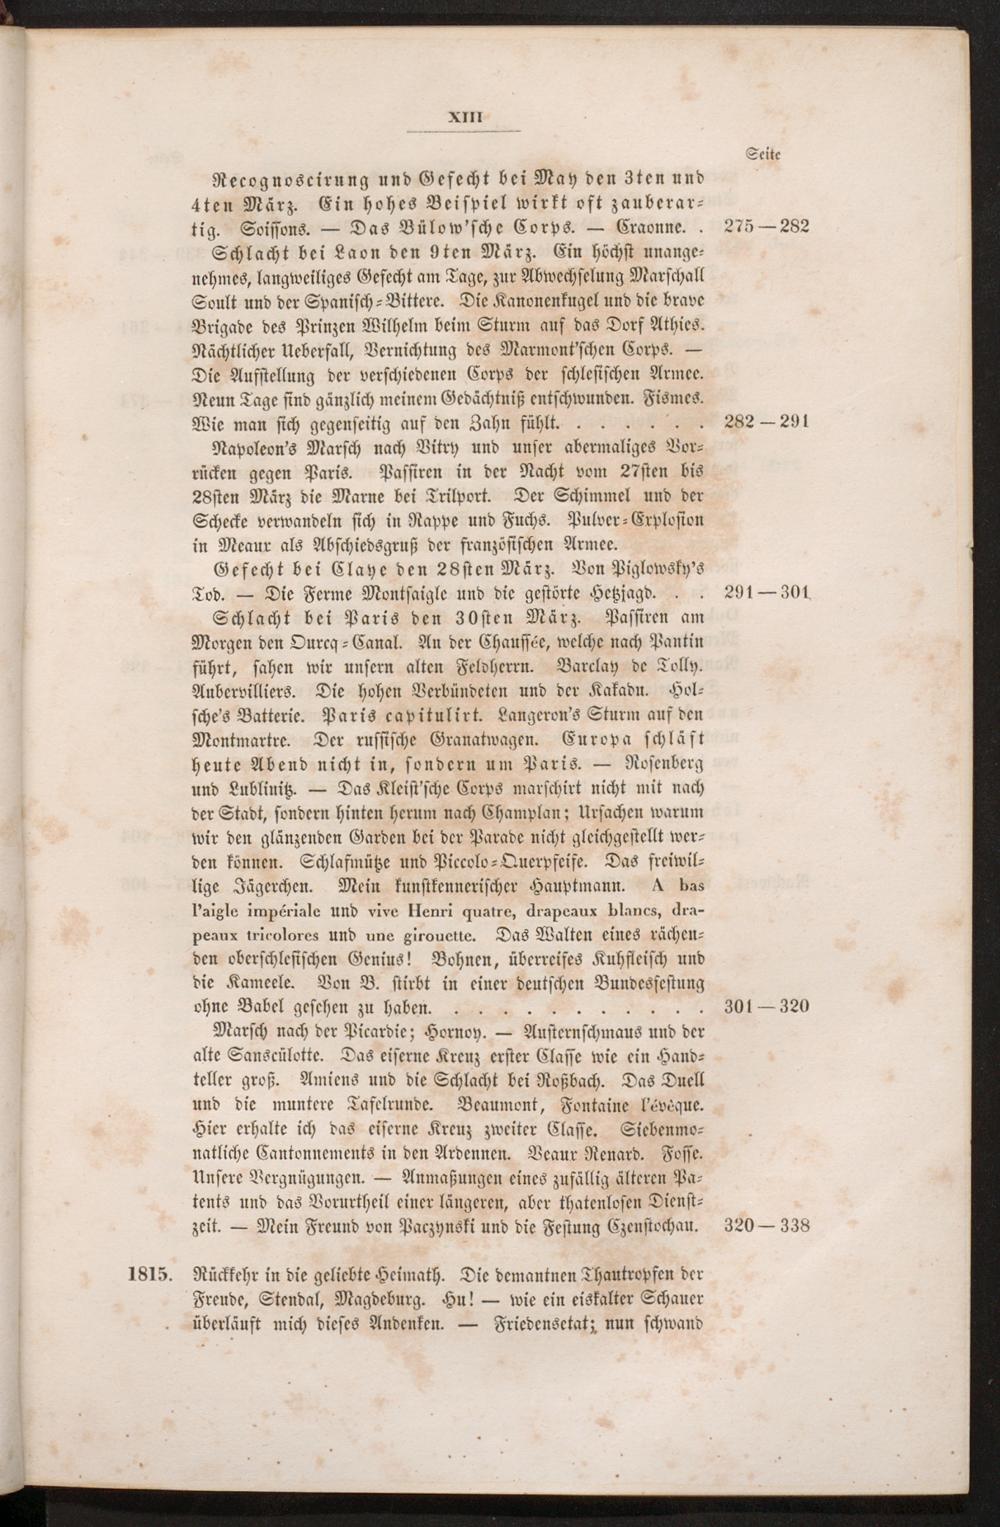 XIII
Seite
Recognoscirung und Gefecht bei May den 3ten und
4ten März. Ein hohes Beispiel wirkt oft zauberar-
tig. Soissons. — Das Bülow'sche Corps. — Craonne. . 275—282
Schlacht bei Laon den 9ten März. Ein höchst unange-
nehmes, langweiliges Gefecht am Tage, zur Abwechselung Marschall
Soult und der Spanisch-Bittere. Die Kanonenkugel und die brave
Brigade des Prinzen Wilhelm beim Sturm auf das Dorf Athies.
Nächtlicher Ueberfall, Vernichtung des Marmont'schen Corps. —
Die Aufstellung der verschiedenen Corps der schlesischen Armee.
Neun Tage sind gänzlich meinem Gedächtniß entschwunden. Fismes.
Wie man sich gegenseitig auf den Zahn fühlt. . . . . . . 282—291
Napoleon's Marsch nach Vitry und unser abermaliges Vor-
rücken gegen Paris. Passiren in der Nacht vom 27sten bis
28sten März die Marne bei Trilport. Der Schimmel und der
Schecke verwandeln sich in Rappe und Fuchs. Pulver-Explosion
in Meaux als Abschiedsgruß der französischen Armee.
Gefecht bei Claye den 28sten März. Von Piglowsky's
Tod. — Die Ferme Montsaigle und die gestörte Hetzjagd. . . 291—301
Schlacht bei Paris den 30sten März. Passiren am
Morgen den Ourcq-Canal. An der Chaussée, welche nach Pantin
führt, sahen wir unsern alten Feldherrn. Barclay de Tolly.
Aubervilliers. Die hohen Verbündeten und der Kakadu. Hol-
sche's Batterie. Paris capitulirt. Langeron's Sturm auf den
Montmartre. Der russische Granatwagen. Europa schläft
heute Abend nicht in, sondern um Paris. — Rosenberg
und Lublinitz. — Das Kleist'sche Corps marschirt nicht mit nach
der Stadt, sondern hinten herum nach Champlan; Ursachen warum
wir den glänzenden Garden bei der Parade nicht gleichgestellt wer-
den können. Schlafmütze und Piccolo-Querpfeife. Das freiwil-
lige Jägerchen. Mein kunstkennerischer Hauptmann. A bas
l'aigle impériale und vive Henri quatre, drapeaux blancs, dra-
peaux tricolores und une girouette. Das Walten eines rächen-
den oberschlesischen Genius! Bohnen, überreifes Kuhfleisch und
die Kameele. Von B. stirbt in einer deutschen Bundesfestung
ohne Babel gesehen zu haben. . . . . . . . . . . . 301—320
Marsch nach der Picardie; Hornoy. — Austernschmaus und der
alte Sanscülotte. Das eiserne Kreuz erster Classe wie ein Hand-
teller groß. Amiens und die Schlacht bei Roßbach. Das Duell
und die muntere Tafelrunde. Beaumont, Fontaine l'évèque.
Hier erhalte ich das eiserne Kreuz zweiter Classe. Siebenmo-
natliche Cantonnements in den Ardennen. Veaux Renard. Fosse.
Unsere Vergnügungen. — Anmaßungen eines zufällig älteren Pa-
tents und das Vorurtheil einer längeren, aber thatenlosen Dienst-
zeit. — Mein Freund von Paczynski und die Festung Czenstochau. 320—338
1815. Rückkehr in die geliebte Heimath. Die demantnen Thautropfen der
Freude, Stendal, Magdeburg. Hu! — wie ein eiskalter Schauer
überläuft mich dieses Andenken. — Friedensetat; nun schwand